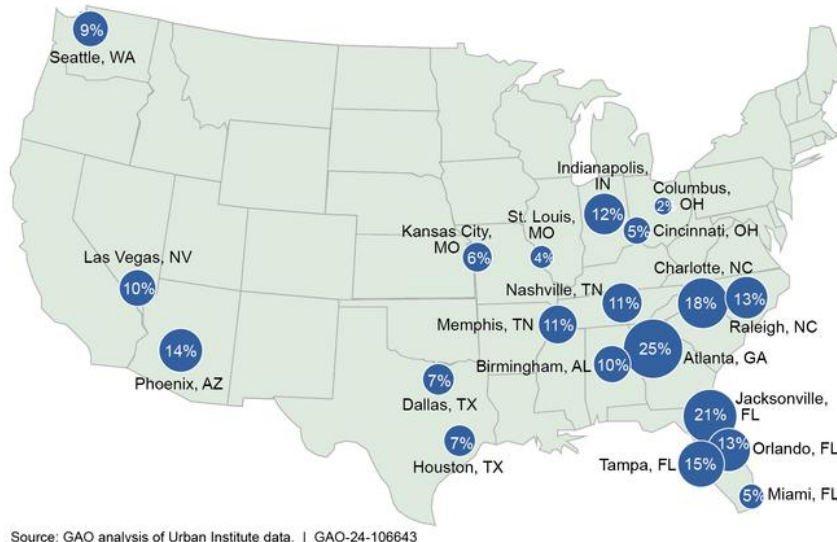 9%
Seattle, WA
Indianapolis,
IN
12%
Columbus,
OH
2%
5%
Cincinnati, OH
St. Louis,
MO
4%
Kansas City,
MO
6%
Las Vegas, NV
10%
Charlotte, NC
18%
13%
Raleigh, NC
Nashville, TN
11%
Memphis, TN
11%
14%
Phoenix, AZ
25%
Atlanta, GA
Birmingham, AL
10%
7%
Dallas, TX
Jacksonville,
FL
21%
7%
Houston, TX
13%
Orlando, FL
Tampa, FL
15%
5%
Miami, FL
Source: GAO analysis of Urban Institute data. | GAO-24-106643